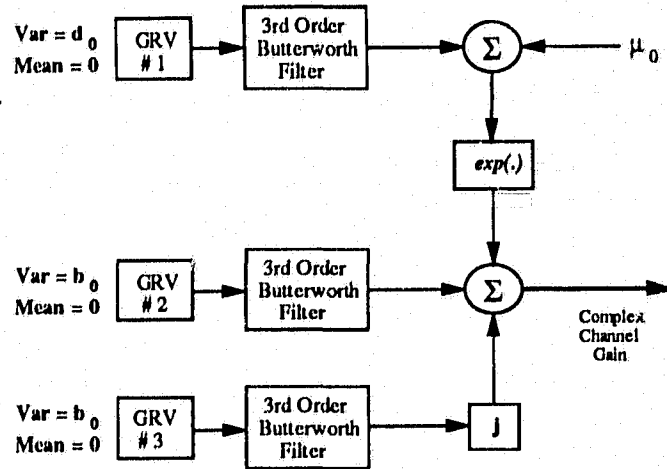 Var = d₀
Mean = 0
GRV
# 1
3rd Order
Butterworth
Filter
Σ
μ₀
exp(.)
Var = b₀
Mean = 0
GRV
# 2
3rd Order
Butterworth
Filter
Σ
Complex
Channel
Gain
Var = b₀
Mean = 0
GRV
# 3
3rd Order
Butterworth
Filter
j